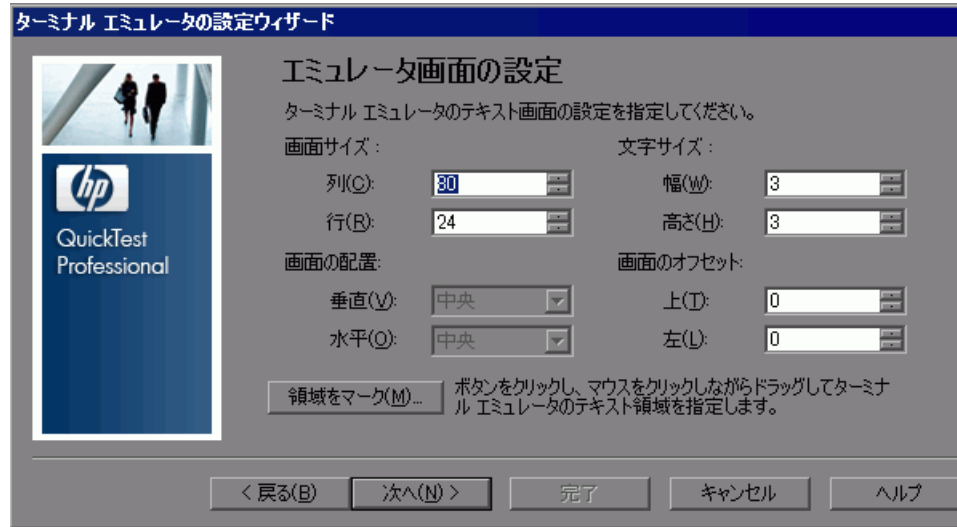 ターミナル エミュレータの設定ウィザード
エミュレータ画面の設定
ターミナル エミュレータのテキスト画面の設定を指定してください。
画面サイズ : 文字サイズ :
列(C): 80 幅(W): 3
行(R): 24 高さ(H): 3
画面の配置: 画面のオフセット:
垂直(V): 中央 上(T): 0
水平(O): 中央 左(L): 0
hp
QuickTest
Professional
領域をマーク(M)... ボタンをクリックし、マウスをクリックしながらドラッグしてターミナ
ル エミュレータのテキスト領域を指定します。
< 戻る(B) 次へ(N) > 完了 キャンセル ヘルプ